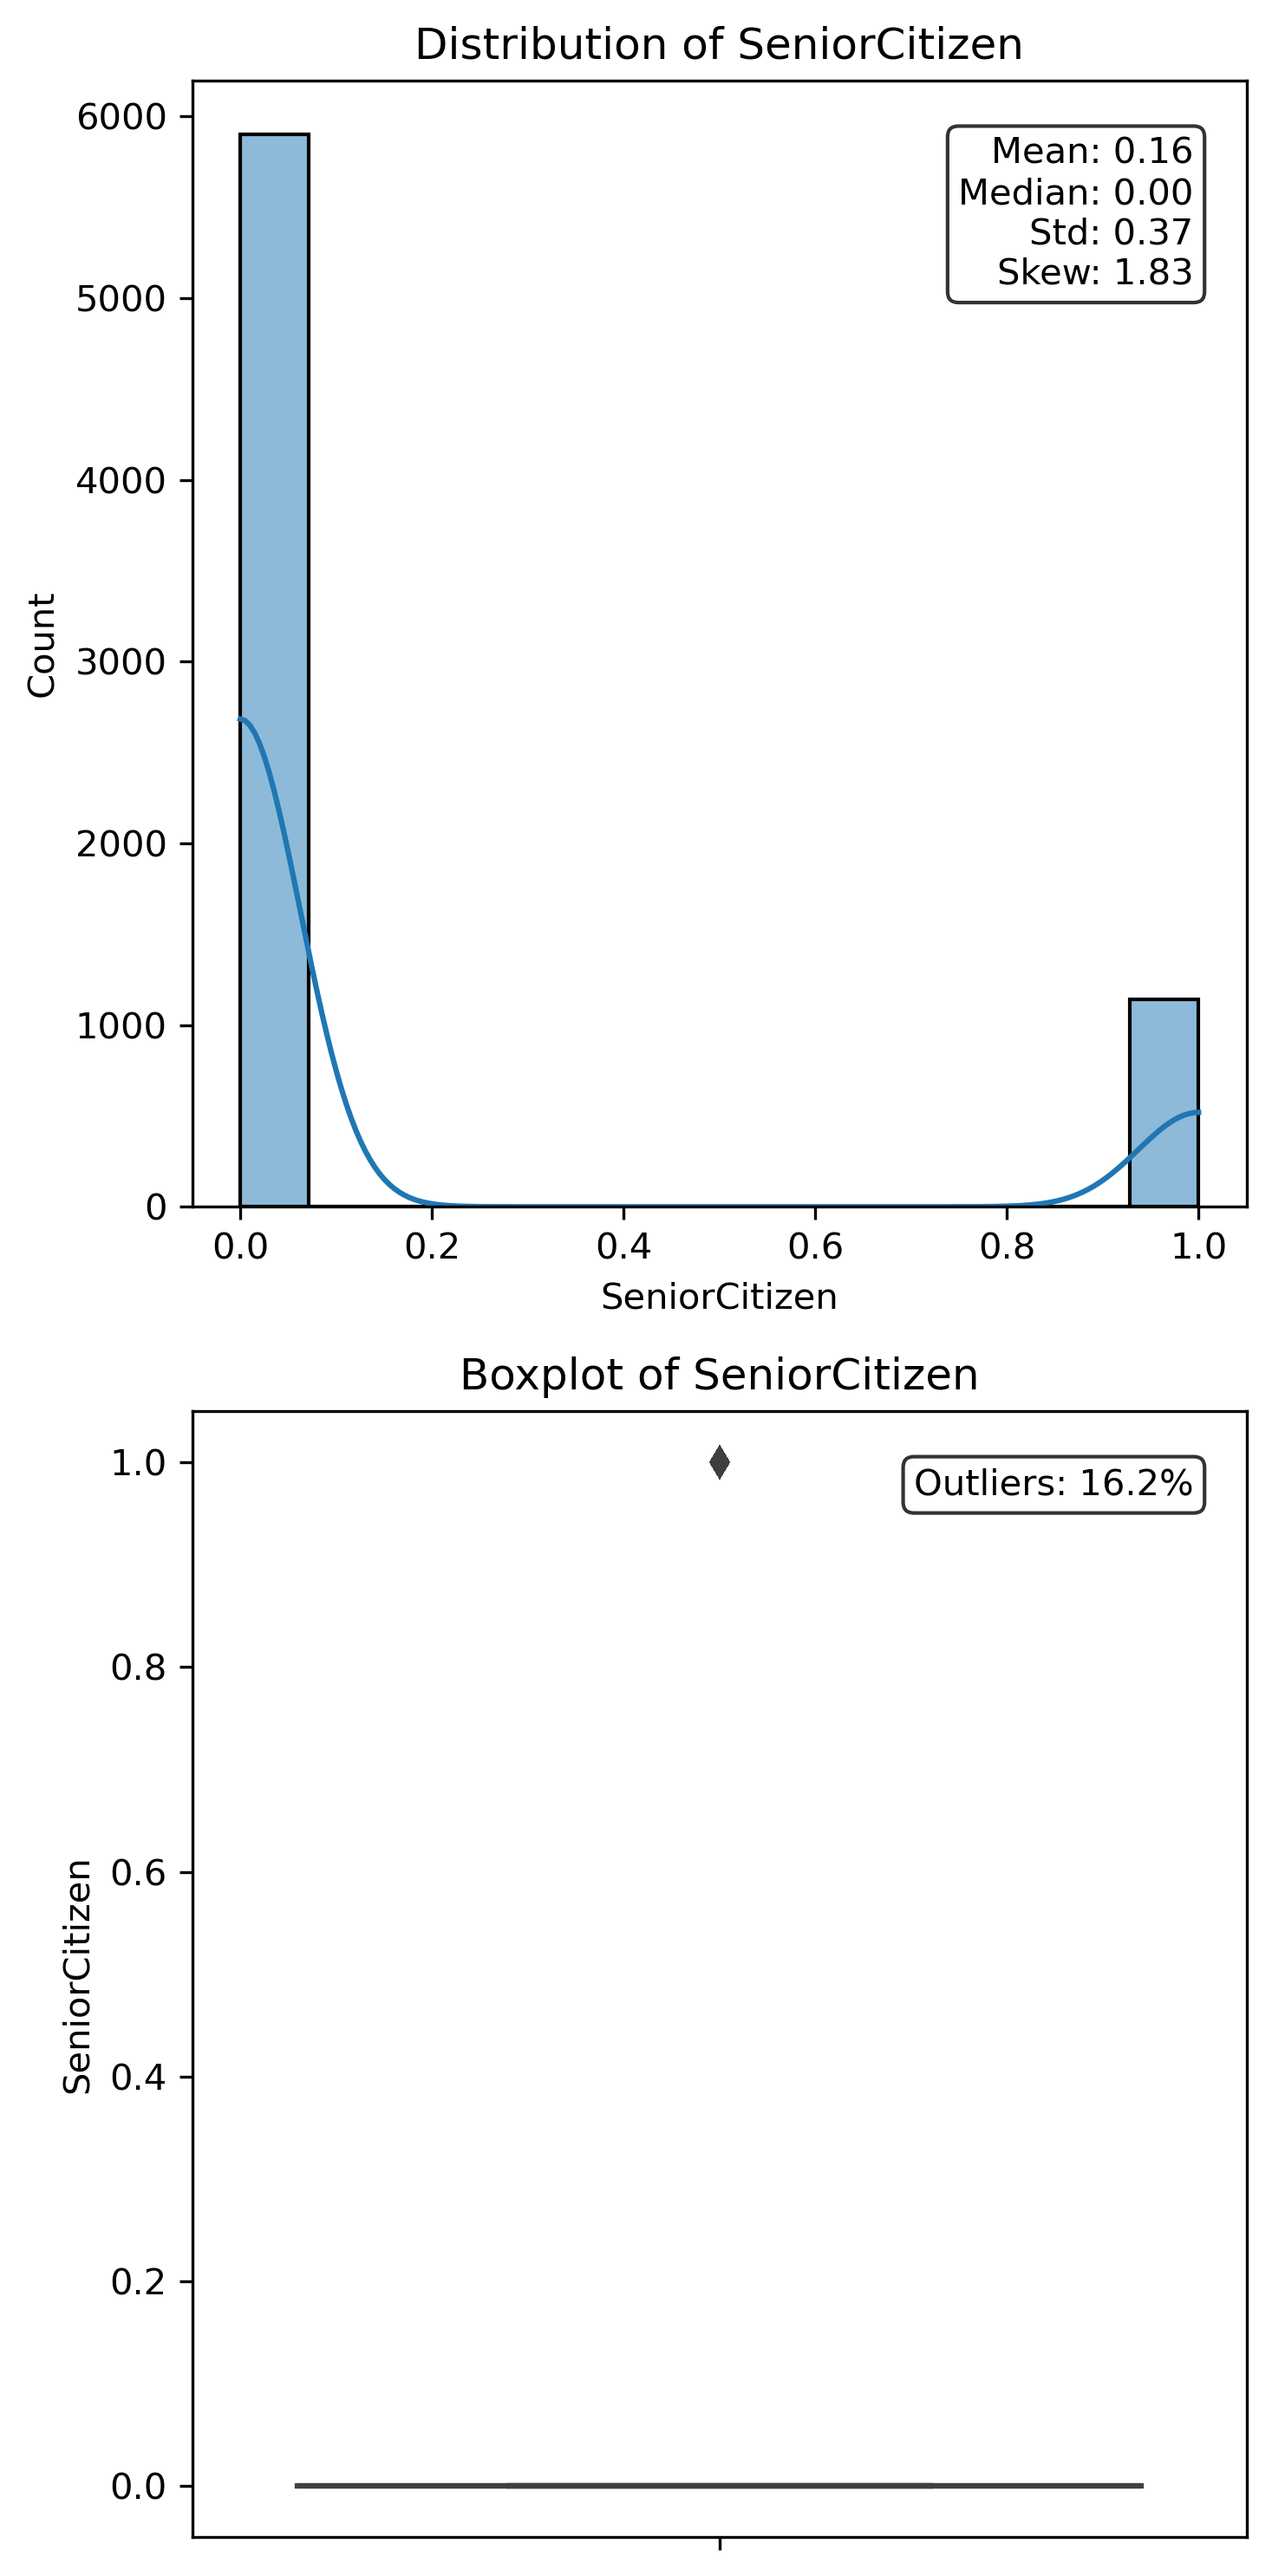 Distribution of SeniorCitizen
6000
5000
4000
3000
2000
1000
0
Count
Mean: 0.16
Median: 0.00
Std: 0.37
Skew: 1.83
0.0 0.2 0.4 0.6 0.8 1.0
SeniorCitizen
Boxplot of SeniorCitizen
1.0
0.8
0.6
0.4
0.2
0.0
SeniorCitizen
Outliers: 16.2%